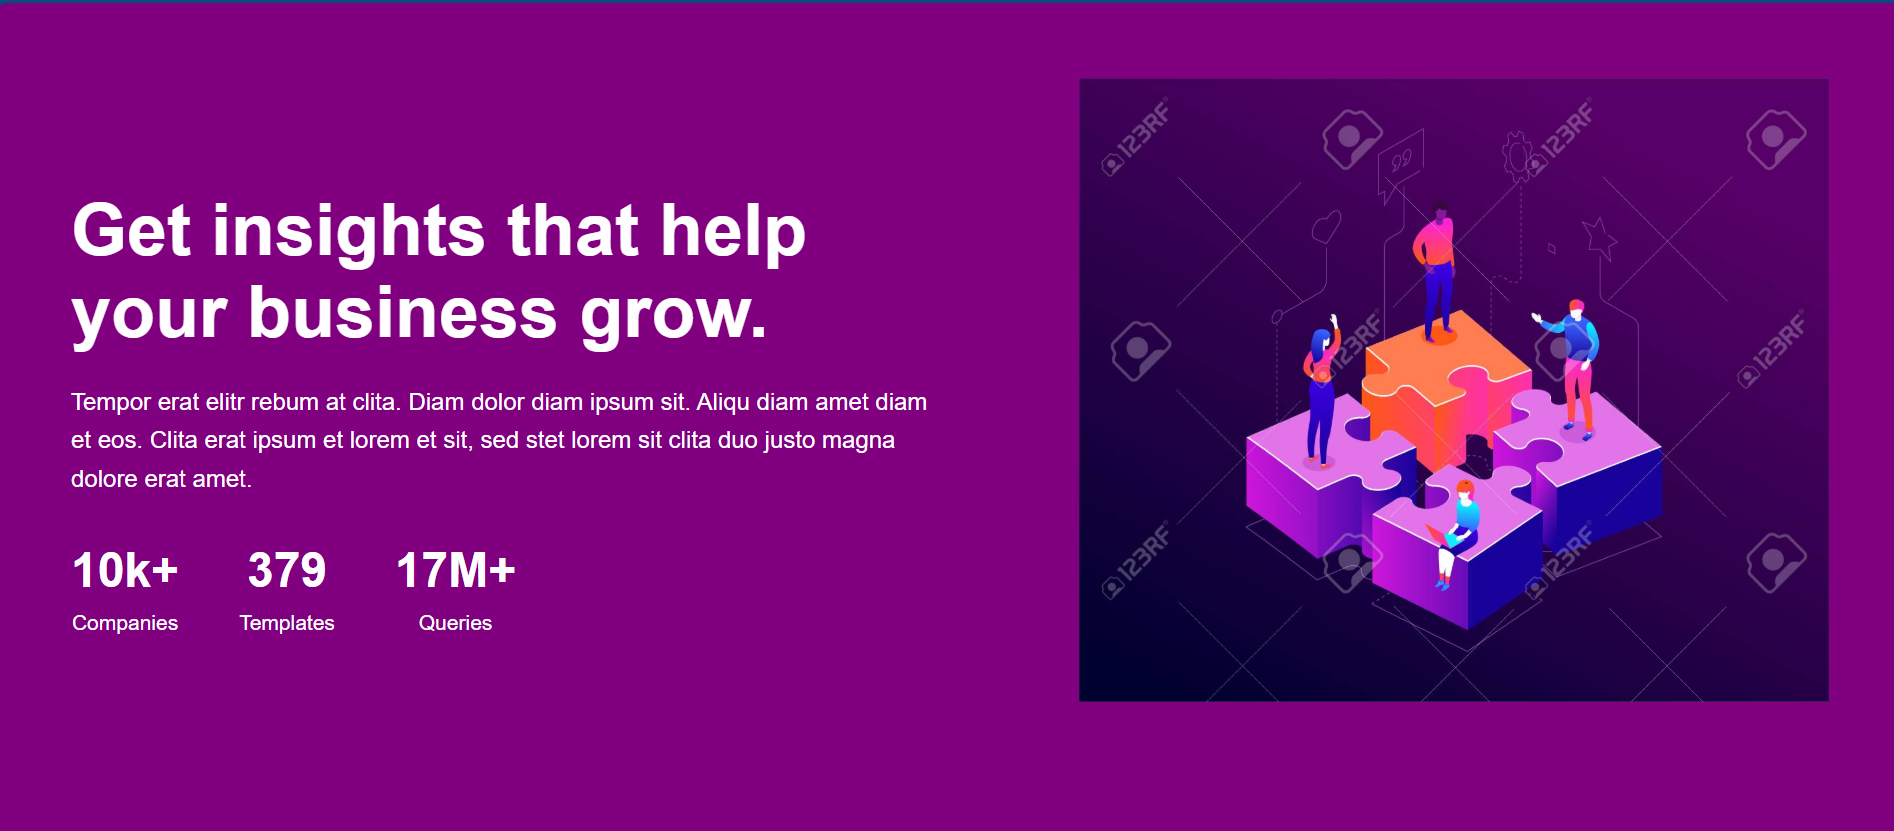 Get insights that help
your business grow.
Tempor erat elitr rebum at clita. Diam dolor diam ipsum sit. Aliqu diam amet diam
et eos. Clita erat ipsum et lorem et sit, sed stet lorem sit clita duo justo magna
dolore erat amet.
10k+ 379 17M+
Companies Templates Queries
123RF
123RF
123RF
123RF
123RF
123RF